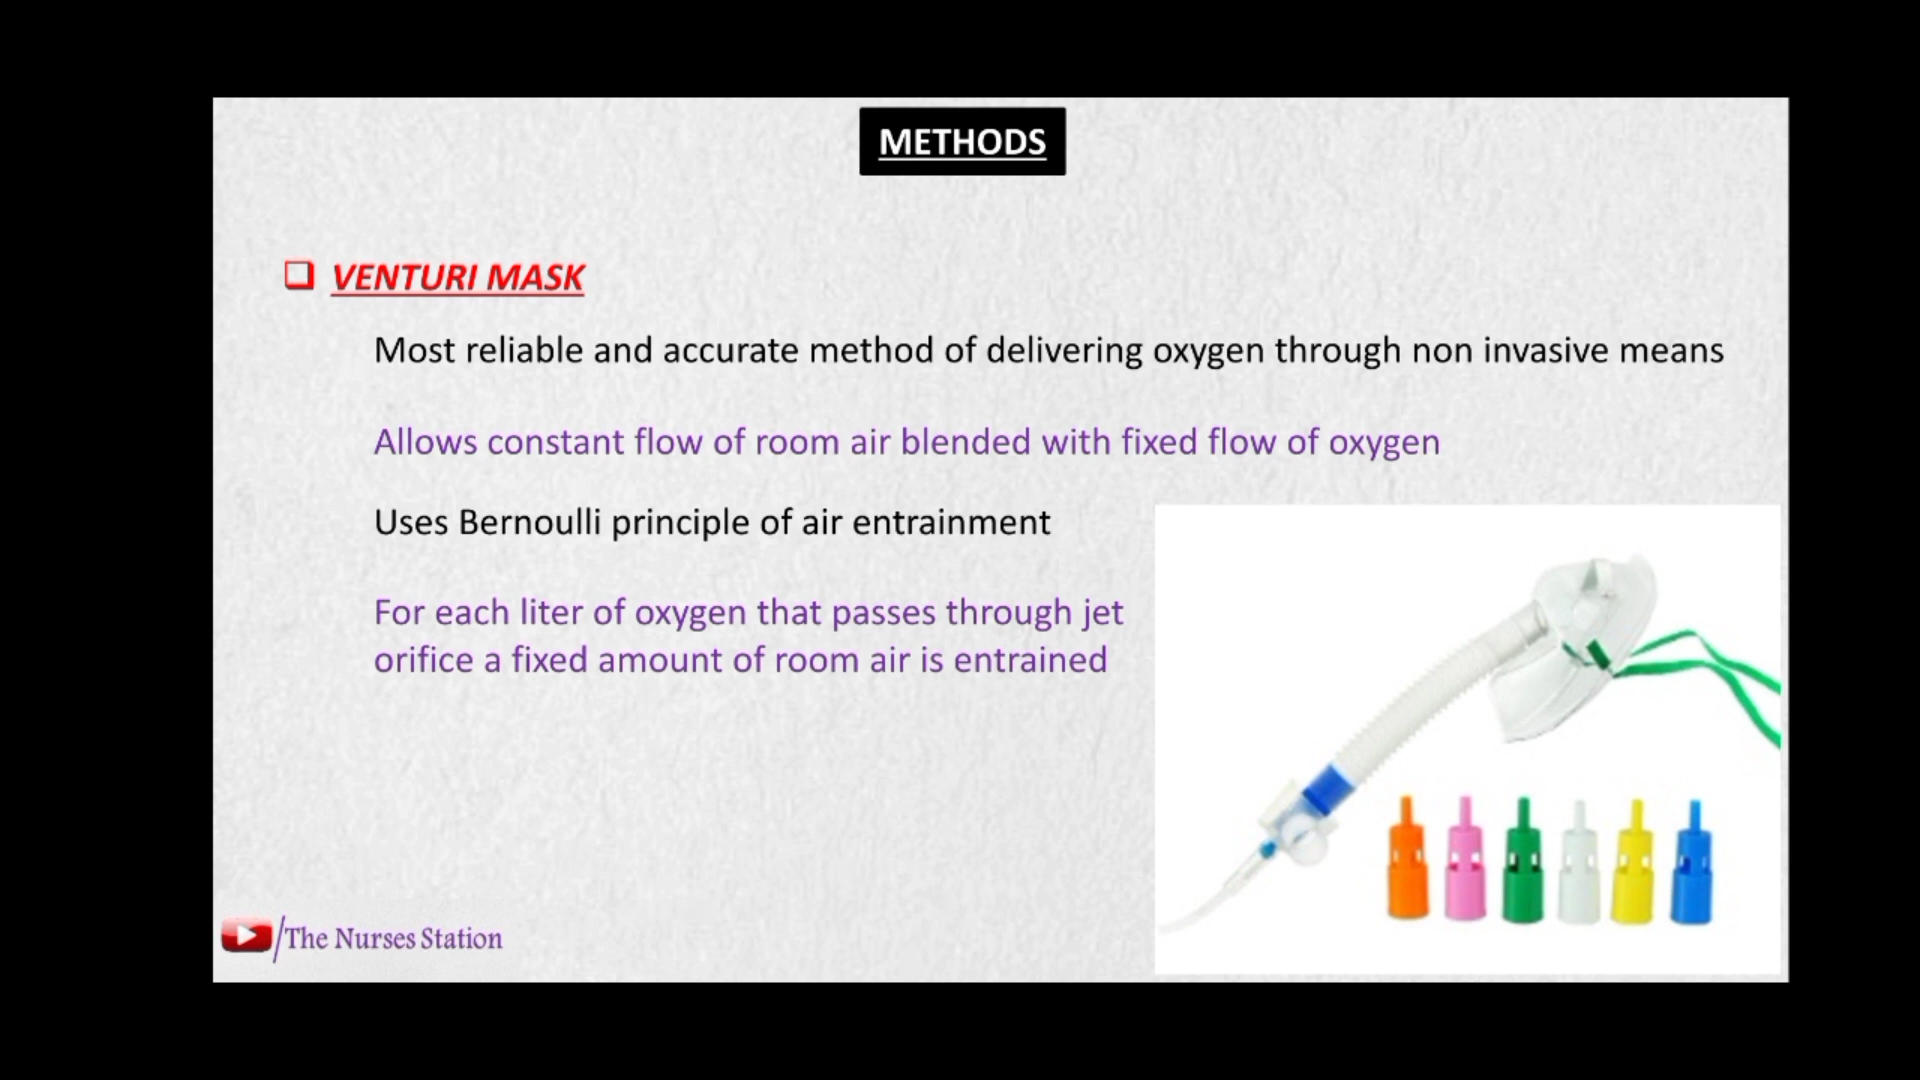 METHODS
VENTURI MASK
Most reliable and accurate method of delivering oxygen through non invasive means
Allows constant flow of room air blended with fixed flow of oxygen
Uses Bernoulli principle of air entrainment
For each liter of oxygen that passes through jet
orifice a fixed amount of room air is entrained
The Nurses Station